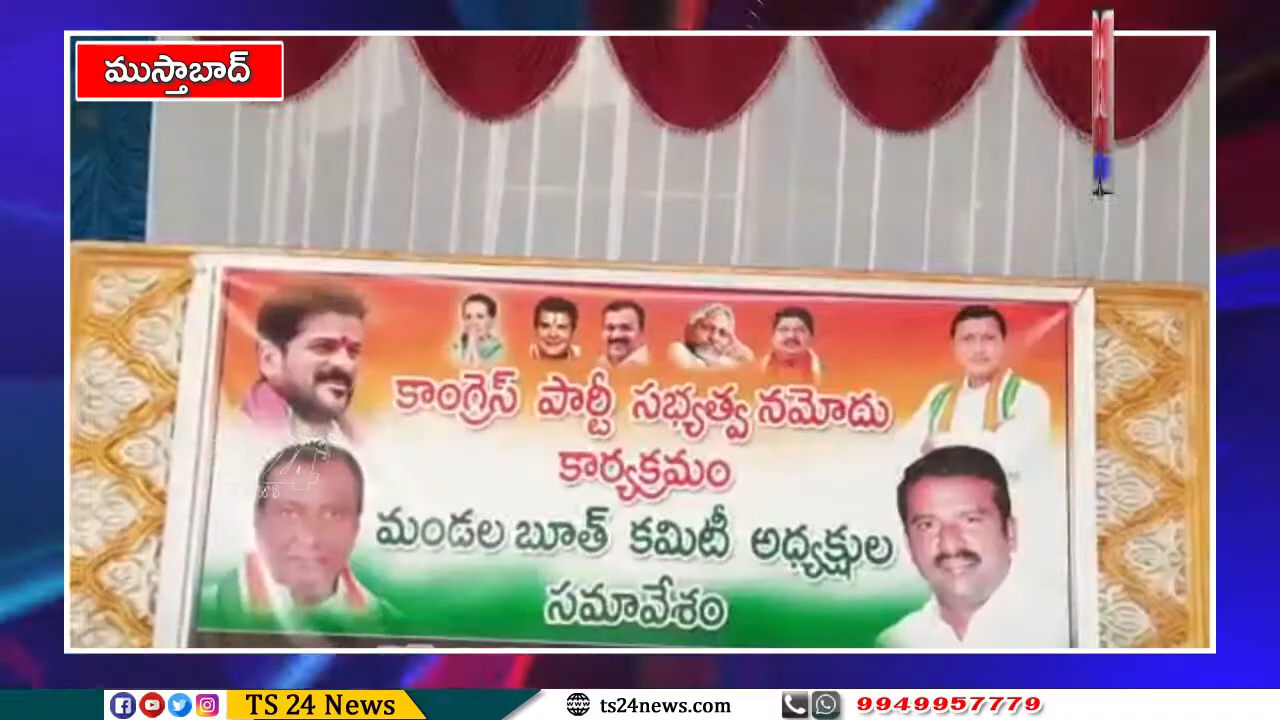 ముస్తాబాద్
కాంగ్రెస్ పార్టీ సభ్యత్వ నమోదు
కార్యక్రమం
మండల బూత్ కమిటీ అధ్యక్షుల
సమావేశం
TS 24 News
ts24news.com
9949957779